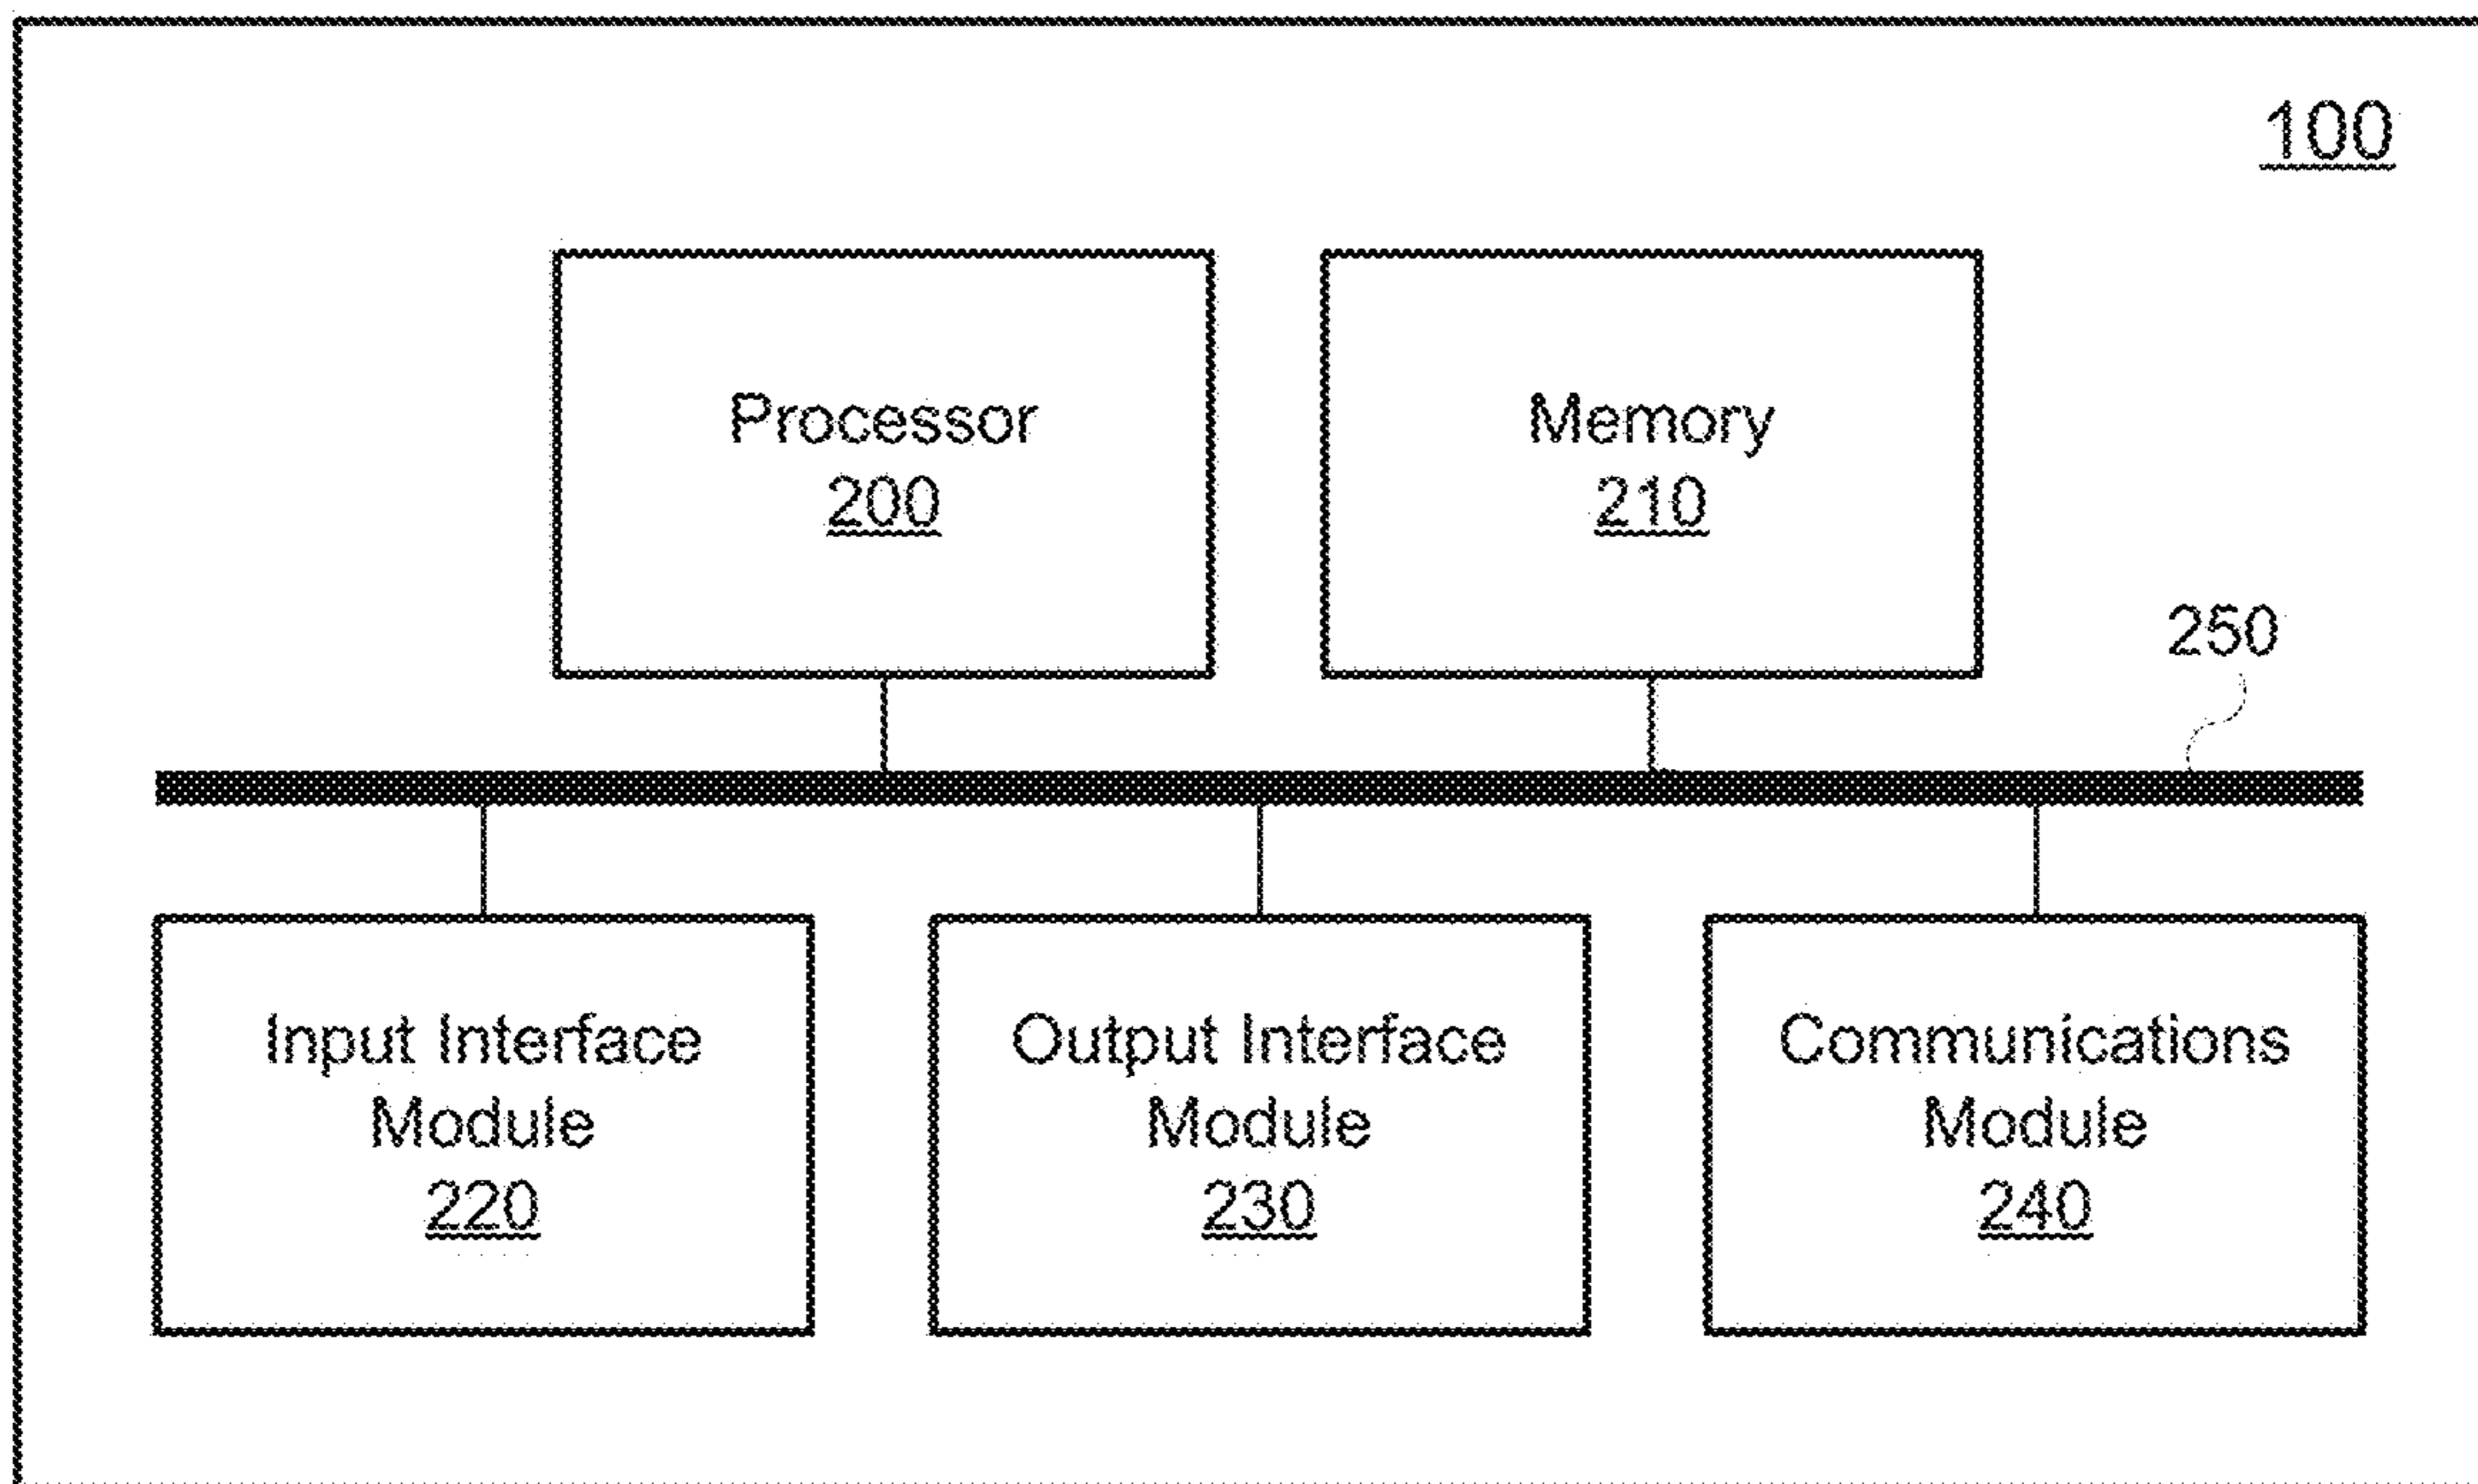 100
Processor
200
Memory
210
250
Input Interface
Module
220
Output Interface
Module
230
Communications
Module
240